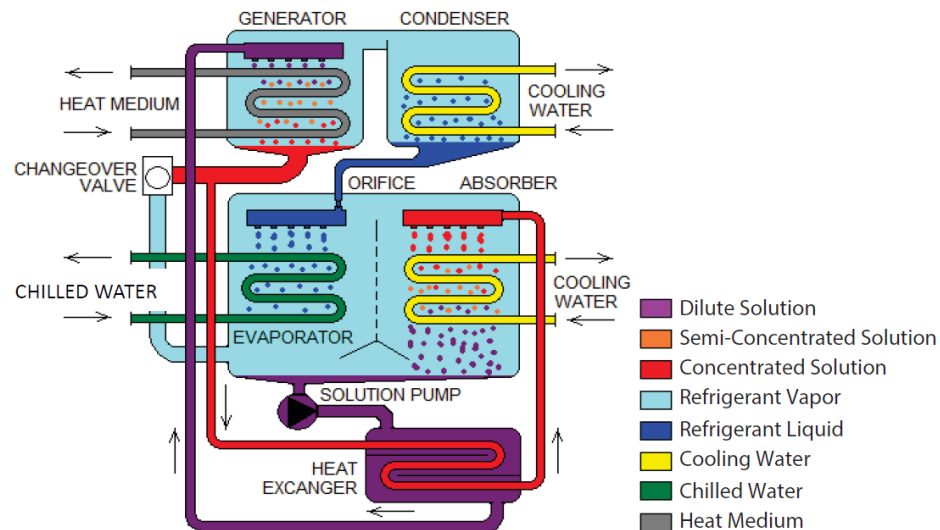 GENERATOR
CONDENSER
HEAT MEDIUM
COOLING
WATER
CHANGEOVER
VALVE
ORIFICE
ABSORBER
CHILLED WATER
COOLING
WATER
EVAPORATOR
SOLUTION PUMP
HEAT
EXCANGER
Dilute Solution
Semi-Concentrated Solution
Concentrated Solution
Refrigerant Vapor
Refrigerant Liquid
Cooling Water
Chilled Water
Heat Medium